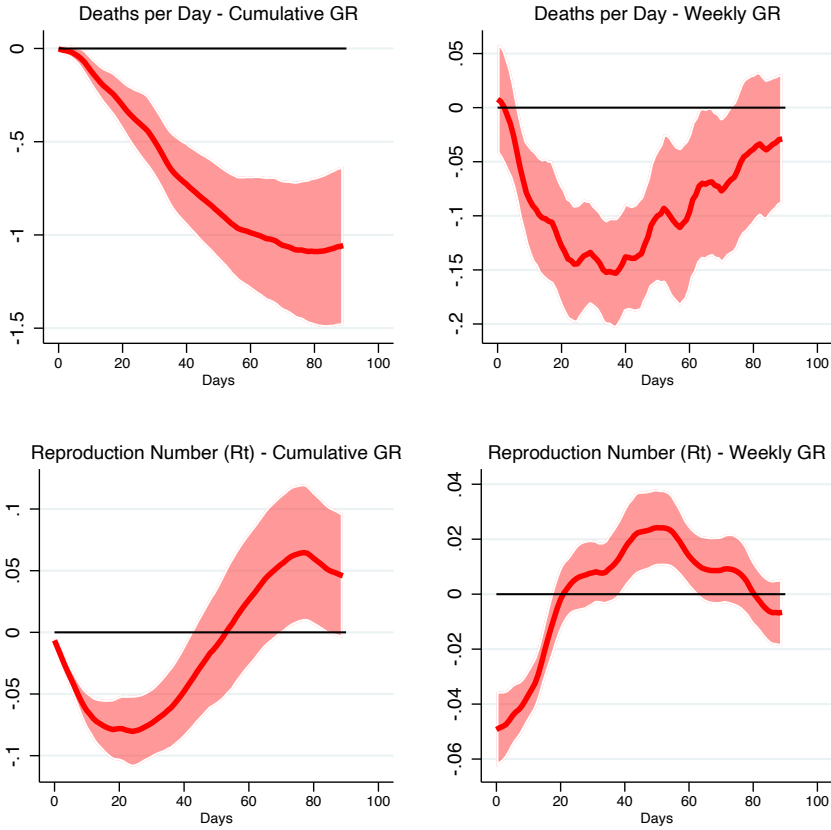 Deaths per Day - Cumulative GR
0
-.5
-1
-1.5
0 20 40 60 80 100
Days
Deaths per Day - Weekly GR
.05
0
-.05
-.1
-.15
-.2
0 20 40 60 80 100
Days
Reproduction Number (Rt) - Cumulative GR
.1
.05
0
-.05
-.1
0 20 40 60 80 100
Days
Reproduction Number (Rt) - Weekly GR
.04
.02
0
-.02
-.04
-.06
0 20 40 60 80 100
Days